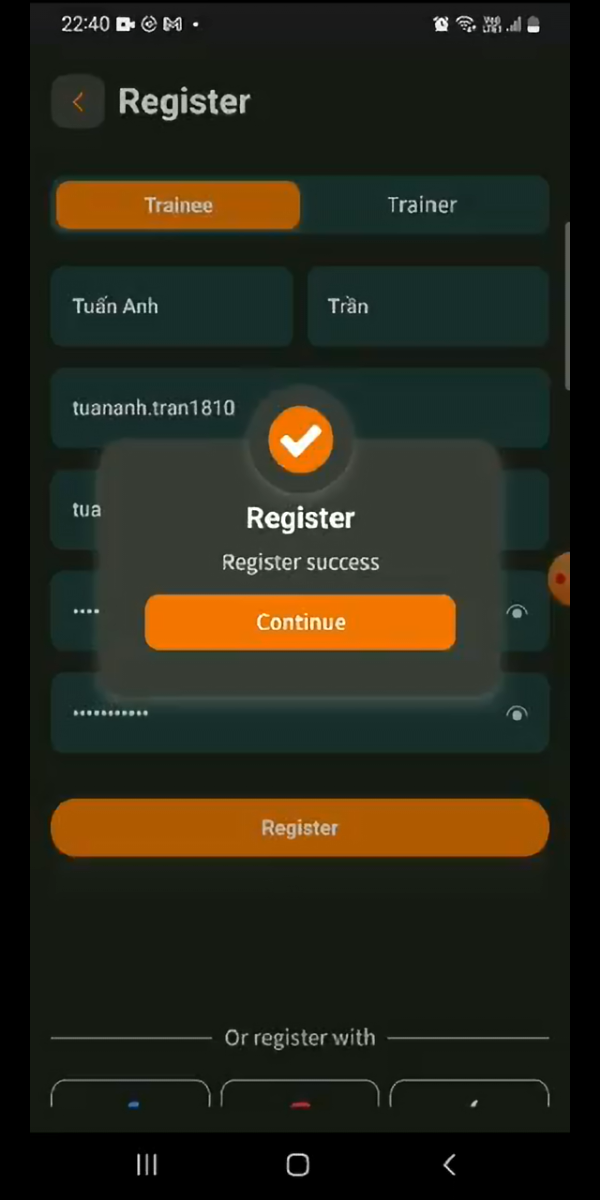 22:40
Register
Trainee Trainer
Tuấn Anh Trần
tuananh.tran1810
tua
Register
Register success
Continue
Register
Or register with